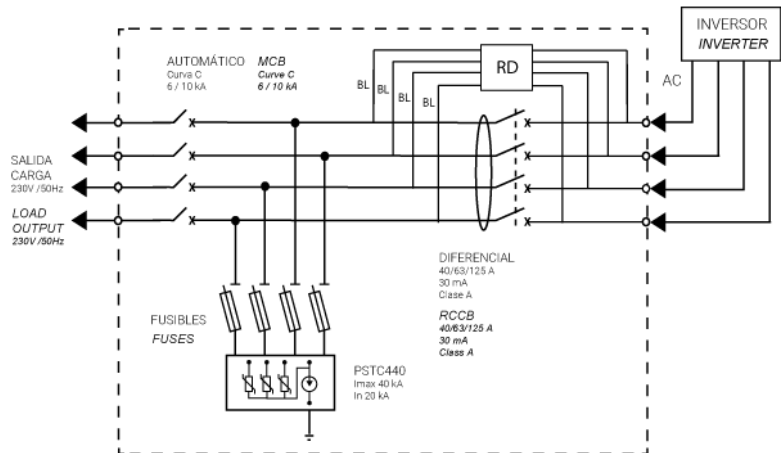 INVERSOR
INVERTER
AUTOMÁTICO
Curva C
6 / 10 kA
MCB
Curve C
6 / 10 kA
RD
AC
BL
BL
BL
BL
SALIDA
CARGA
230V /50Hz
LOAD
OUTPUT
230V /50Hz
DIFERENCIAL
40/63/125 A
30 mA
Clase A
RCCB
40/63/125 A
30 mA
Class A
FUSIBLES
FUSES
PSTC440
Imax 40 kA
In 20 kA